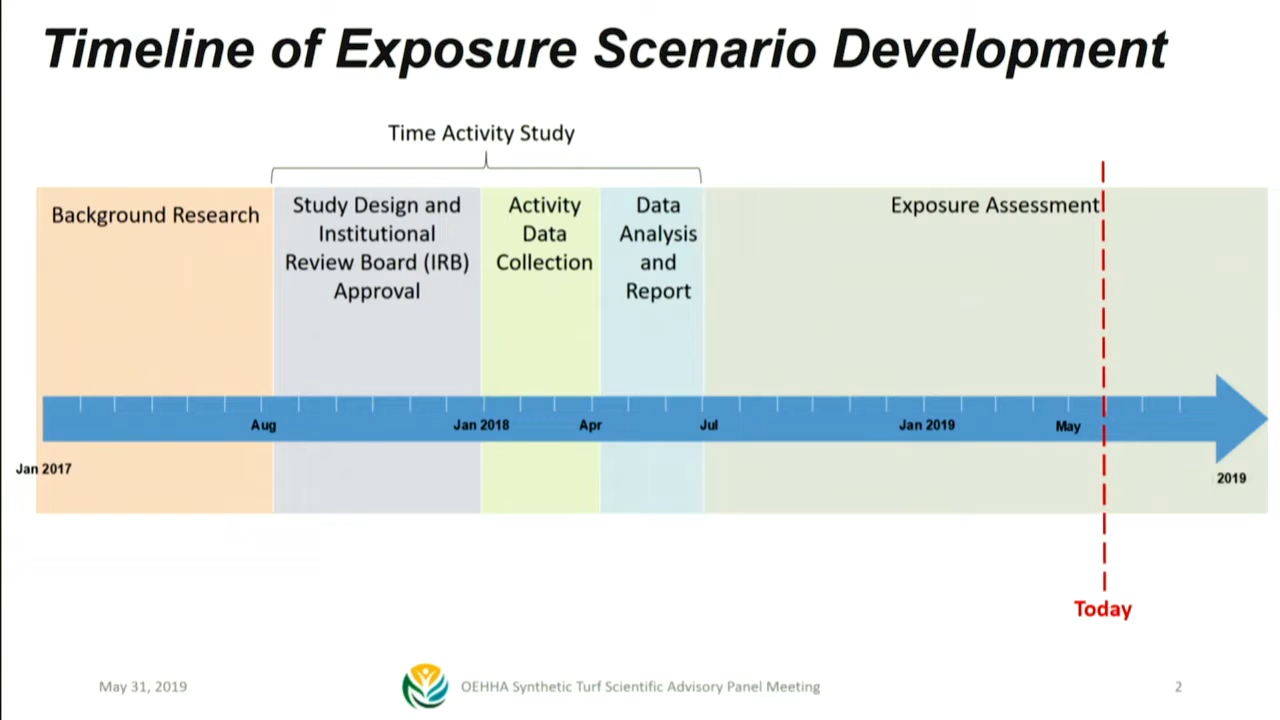 Timeline of Exposure Scenario Development
Time Activity Study
Background Research
Study Design and
Institutional
Review Board (IRB)
Approval
Activity
Data
Collection
Data
Analysis
and
Report
Exposure Assessment
Aug
Jan 2018
Apr
Jul
Jan 2019
May
Jan 2017
2019
Today
May 31, 2019
OEHHA Synthetic Turf Scientific Advisory Panel Meeting
2